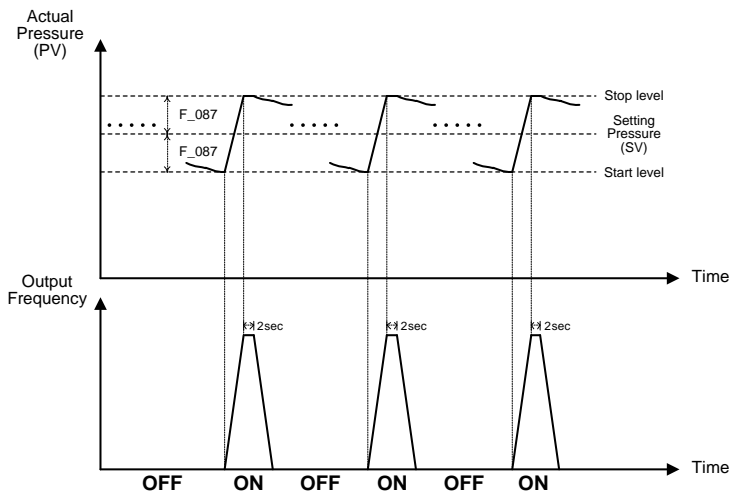 Actual
Pressure
(PV)
Stop level
F_087
Setting
Pressure
(SV)
F_087
Start level
Time
Output
Frequency
2sec
2sec
2sec
Time
OFF
ON
OFF
ON
OFF
ON